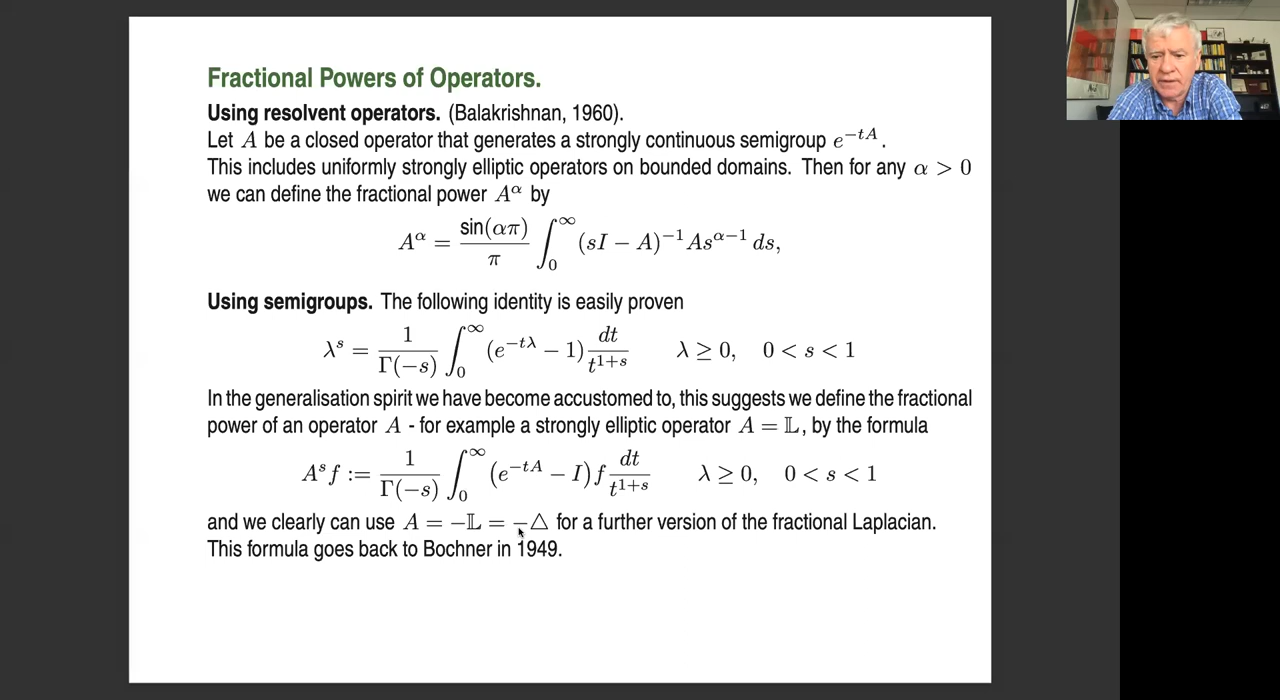 Fractional Powers of Operators.
Using resolvent operators. (Balakrishnan, 1960).
Let A be a closed operator that generates a strongly continuous semigroup e^{-tA}.
This includes uniformly strongly elliptic operators on bounded domains. Then for any α > 0
we can define the fractional power A^α by
A^α = \frac{sin(απ)}{π} ∫_0^∞ (sI − A)^{−1} As^{α−1} ds,
Using semigroups. The following identity is easily proven
λ^s = \frac{1}{Γ(−s)} ∫_0^∞ (e^{−tλ} − 1) \frac{dt}{t^{1+s}} λ ≥ 0, 0 < s < 1
In the generalisation spirit we have become accustomed to, this suggests we define the fractional
power of an operator A - for example a strongly elliptic operator A = 𝕃, by the formula
A^s f := \frac{1}{Γ(−s)} ∫_0^∞ (e^{−tA} − I) f \frac{dt}{t^{1+s}} λ ≥ 0, 0 < s < 1
and we clearly can use A = −𝕃 = −△ for a further version of the fractional Laplacian.
This formula goes back to Bochner in 1949.